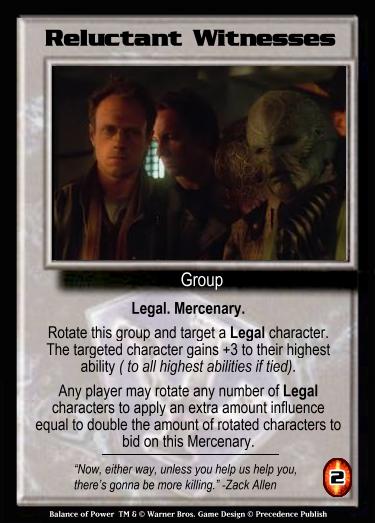 Reluctant Witnesses
Group
Legal. Mercenary.
Rotate this group and target a Legal character.
The targeted character gains +3 to their highest
ability ( to all highest abilities if tied).
Any player may rotate any number of Legal
characters to apply an extra amount influence
equal to double the amount of rotated characters to
bid on this Mercenary.
"Now, either way, unless you help us help you,
there's gonna be more killing." -Zack Allen
2
Balance of Power TM & © Warner Bros. Game Design © Precedence Publish